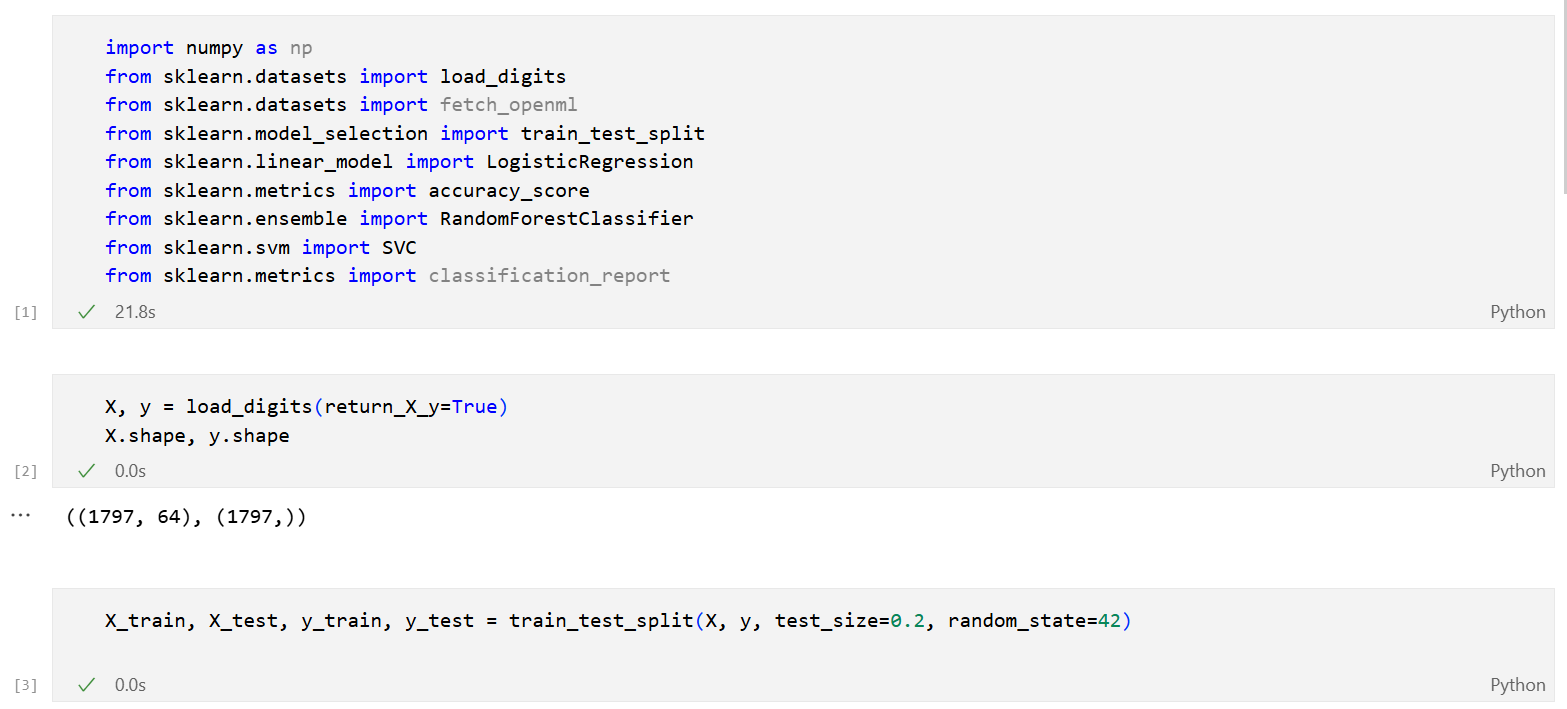 import numpy as np
from sklearn.datasets import load_digits
from sklearn.datasets import fetch_openml
from sklearn.model_selection import train_test_split
from sklearn.linear_model import LogisticRegression
from sklearn.metrics import accuracy_score
from sklearn.ensemble import RandomForestClassifier
from sklearn.svm import SVC
from sklearn.metrics import classification_report
[1] ✓ 21.8s Python
X, y = load_digits(return_X_y=True)
X.shape, y.shape
[2] ✓ 0.0s Python
... ((1797, 64), (1797,))
X_train, X_test, y_train, y_test = train_test_split(X, y, test_size=0.2, random_state=42)
[3] ✓ 0.0s Python